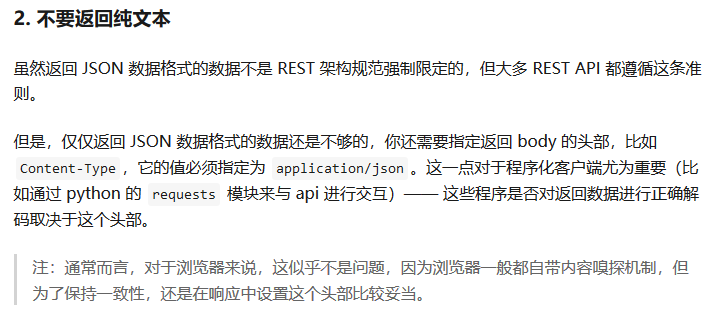 2. 不要返回纯文本
虽然返回 JSON 数据格式的数据不是 REST 架构规范强制限定的，但大多 REST API 都遵循这条准
则。
但是，仅仅返回 JSON 数据格式的数据还是不够的，你还需要指定返回 body 的头部，比如
Content-Type，它的值必须指定为 application/json。这一点对于程序化客户端尤为重要（比
如通过 python 的 requests 模块来与 api 进行交互）—— 这些程序是否对返回数据进行正确解
码取决于这个头部。
注：通常而言，对于浏览器来说，这似乎不是问题，因为浏览器一般都自带内容嗅探机制，但
为了保持一致性，还是在响应中设置这个头部比较妥当。